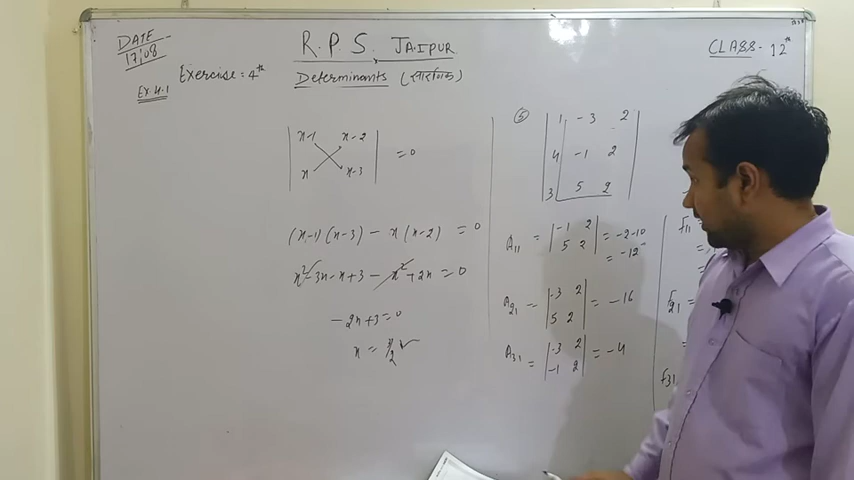 DATE
17/08
R.P.S. JAIPUR
CLASS - 12th
Exercise: 4th
Determinants (सारणिक)
EX 4.1
| x-1 x-2 |
| x x-3 | = 0
(x-1)(x-3) - x(x-2) = 0
x² - 3x - x + 3 - x² + 2x = 0
-2x + 3 = 0
⑤
| 1 -3 2 |
| 4 -1 2 |
| 3 5 2 |
A11 = | -1 2 | = -2-10
| 5 2 | = -12
A21 = | -3 2 | = -16
| 5 2 |
A31 = | -3 2 | = -4
| -1 2 |
F11 =
F21
F31